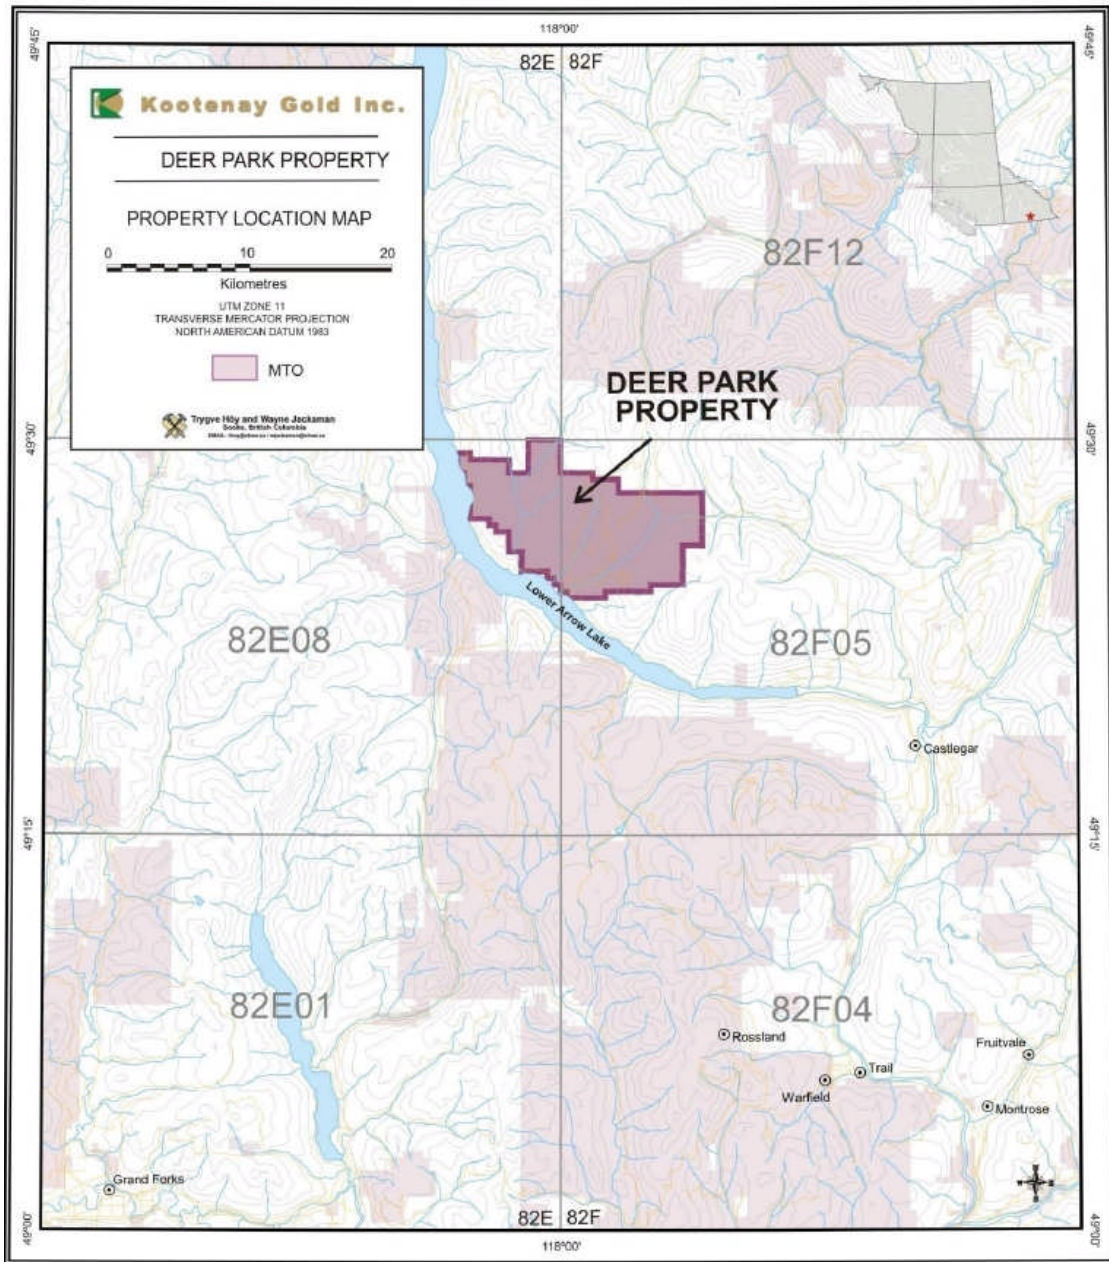 118°00'
49°45'
49°45'
82E 82F
Kootenay Gold Inc.
DEER PARK PROPERTY
PROPERTY LOCATION MAP
0 10 20
Kilometres
UTM ZONE 11
TRANSVERSE MERCATOR PROJECTION
NORTH AMERICAN DATUM 1983
MTO
Trygve Höy and Wayne Jackaman
Sooke, British Columbia
82F12
DEER PARK
PROPERTY
49°30'
49°30'
Lower Arrow Lake
82E08
82F05
Castlegar
49°15'
49°15'
82E01
82F04
Rossland
Fruitvale
Trail
Warfield
Montrose
Grand Forks
82E 82F
49°00'
49°00'
118°00'